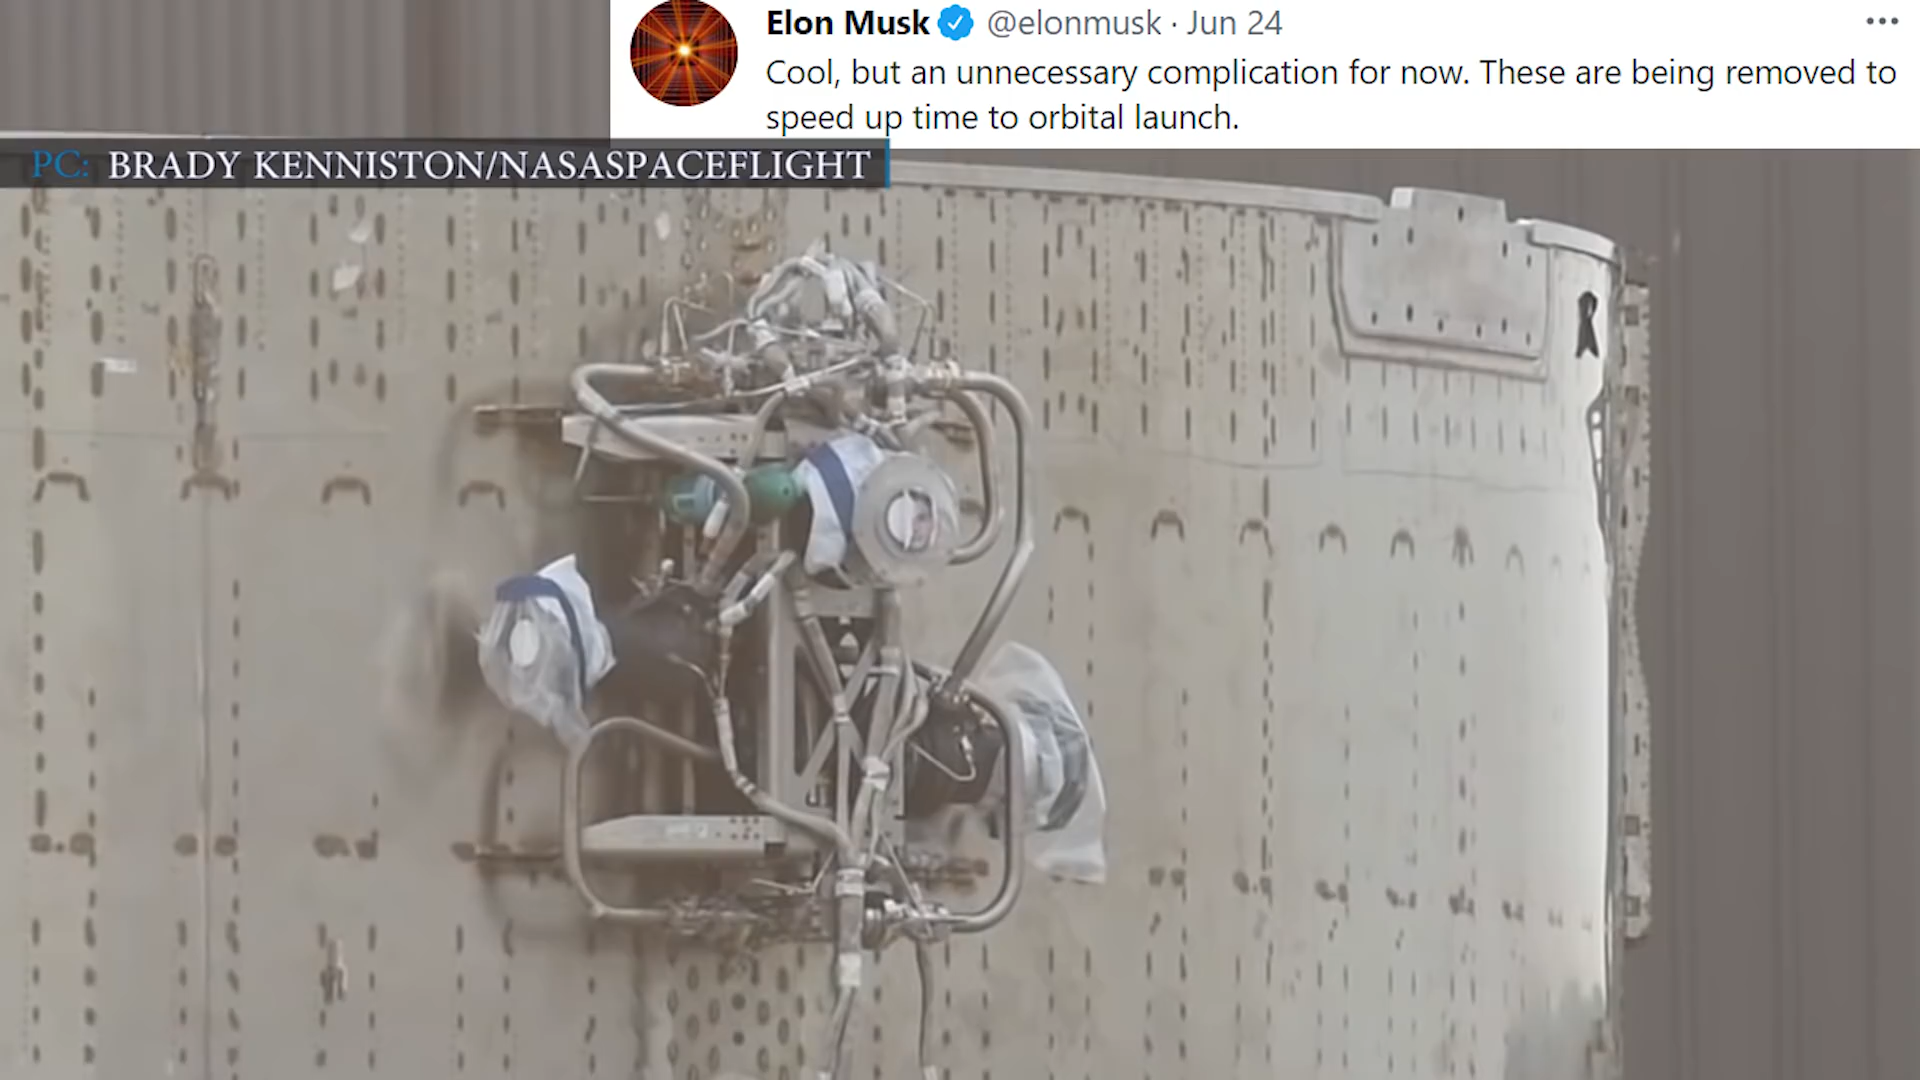 Elon Musk @elonmusk · Jun 24
Cool, but an unnecessary complication for now. These are being removed to
speed up time to orbital launch.
PC: BRADY KENNISTON/NASASPACEFLIGHT